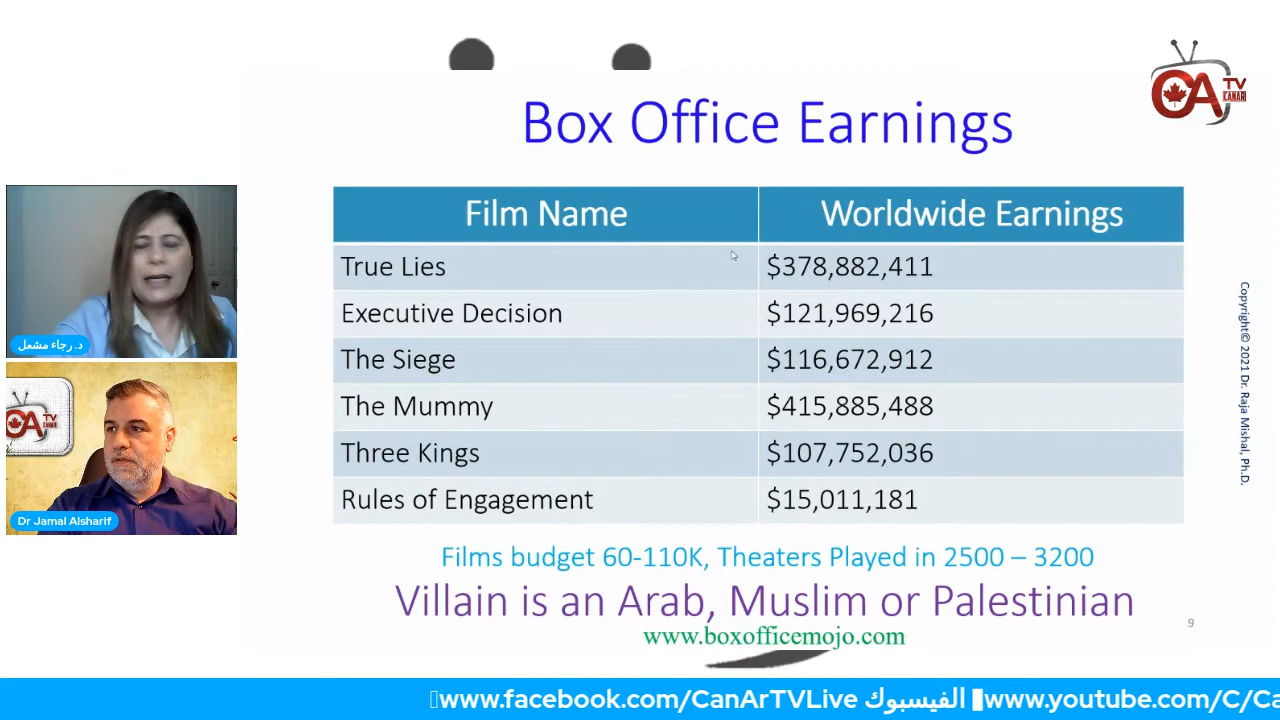 CA TV
CANAR
Box Office Earnings
Film Name Worldwide Earnings
True Lies $378,882,411
Executive Decision $121,969,216
The Siege $116,672,912
The Mummy $415,885,488
Three Kings $107,752,036
Rules of Engagement $15,011,181
Films budget 60-110K, Theaters Played in 2500 – 3200
Villain is an Arab, Muslim or Palestinian
www.boxofficemojo.com
9
Copyright© 2021 Dr. Raja Mishal, Ph.D.
د. رجاء مشعل
CA TV
Dr Jamal Alsharif
www.facebook.com/CanArTVLive الفيسبوك www.youtube.com/C/Ca